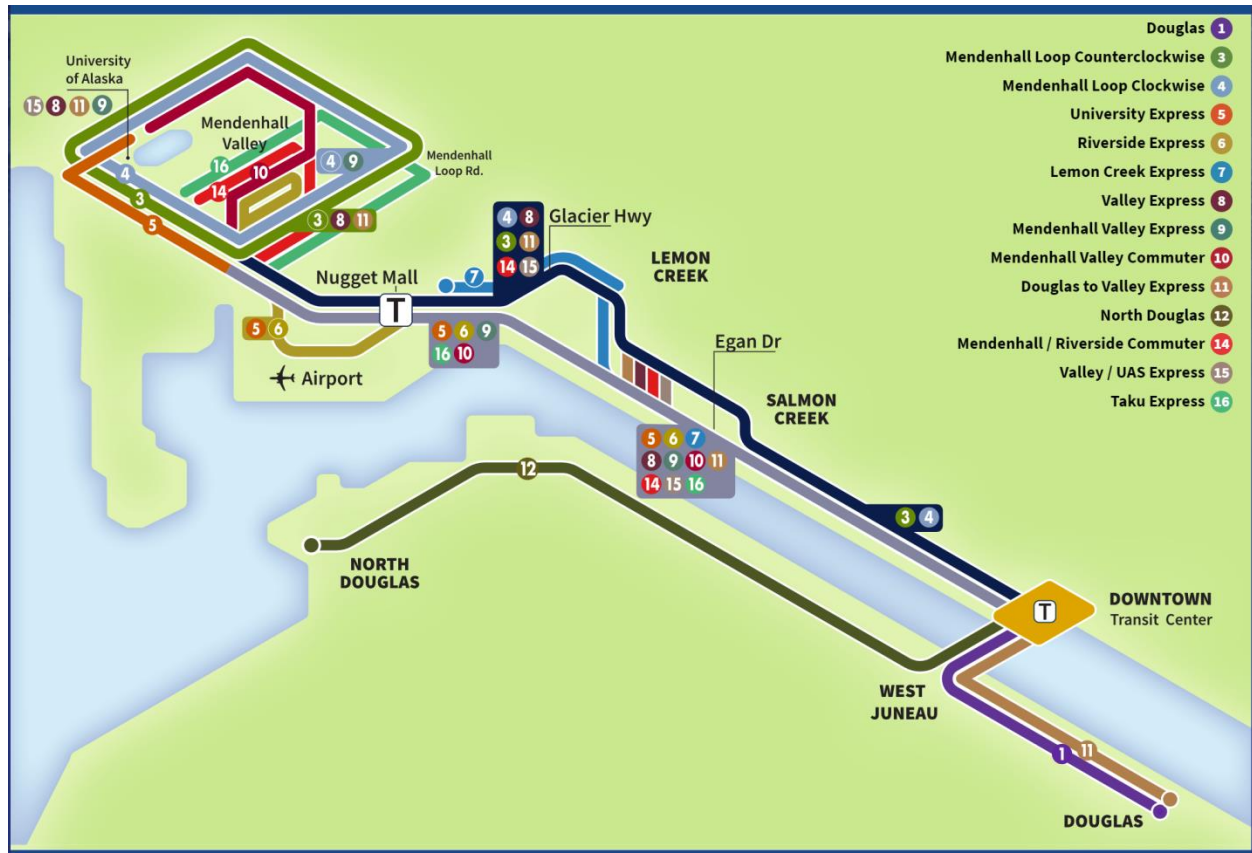 University
of Alaska
15 8 11 9
Mendenhall
Valley
4
3
5
16
14
10
4 9
Mendenhall
Loop Rd.
3 8 11
Nugget Mall
T
7
5 6
Airport
4 8
3 11
14 15
Glacier Hwy
LEMON
CREEK
5 6 9
16 10
Egan Dr
SALMON
CREEK
5 6 7
8 9 10 11
14 15 16
12
NORTH
DOUGLAS
3 4
T
DOWNTOWN
Transit Center
WEST
JUNEAU
1 11
DOUGLAS
Douglas 1
Mendenhall Loop Counterclockwise 3
Mendenhall Loop Clockwise 4
University Express 5
Riverside Express 6
Lemon Creek Express 7
Valley Express 8
Mendenhall Valley Express 9
Mendenhall Valley Commuter 10
Douglas to Valley Express 11
North Douglas 12
Mendenhall / Riverside Commuter 14
Valley / UAS Express 15
Taku Express 16